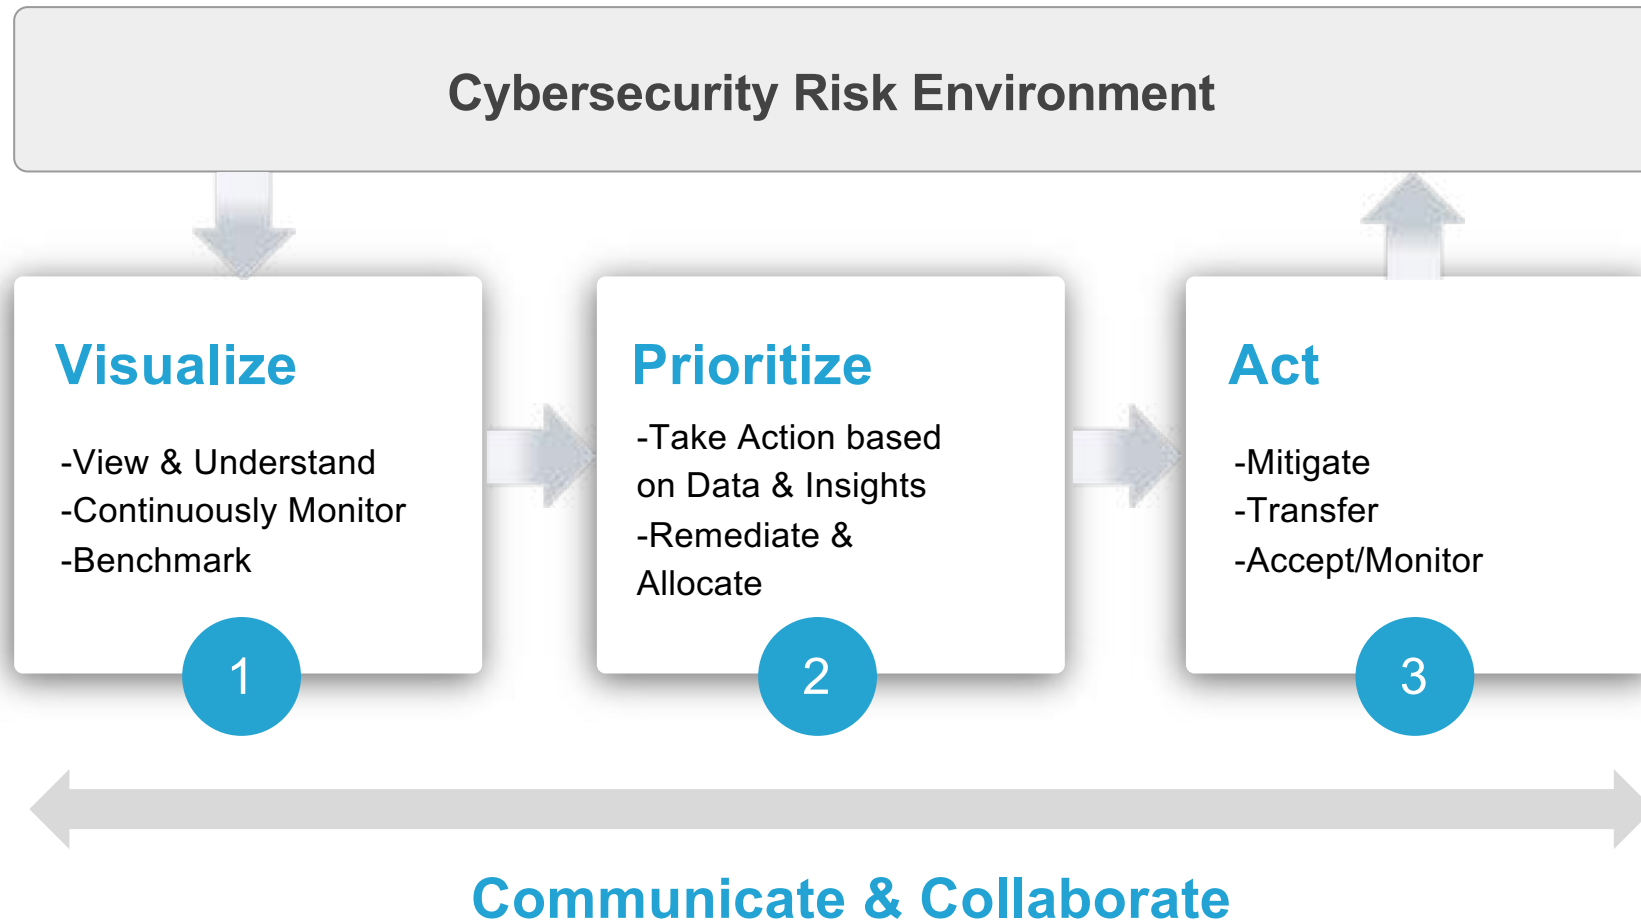 Cybersecurity Risk Environment
Visualize
-View & Understand
-Continuously Monitor
-Benchmark
1
Prioritize
-Take Action based
on Data & Insights
-Remediate &
Allocate
2
Act
-Mitigate
-Transfer
-Accept/Monitor
3
Communicate & Collaborate